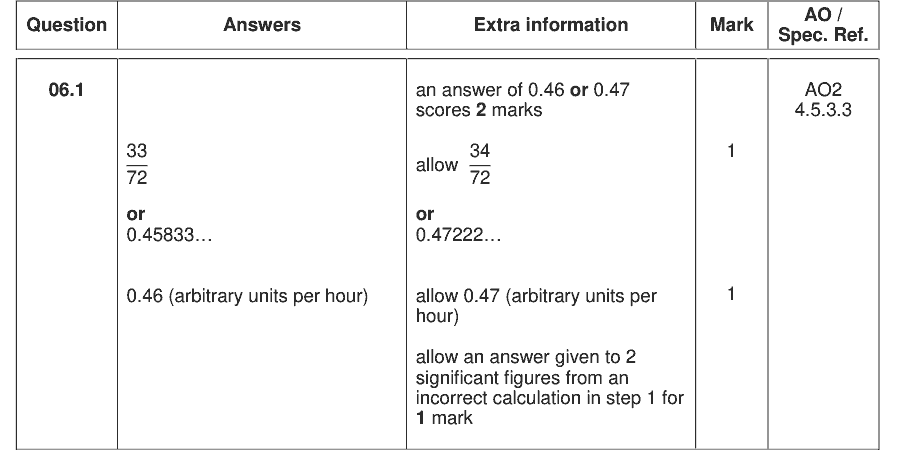 Question Answers Extra information Mark AO /
Spec. Ref.
06.1 an answer of 0.46 or 0.47 AO2
scores 2 marks 4.5.3.3
33
72
allow 34
72
1
or or
0.45833… 0.47222…
0.46 (arbitrary units per hour) allow 0.47 (arbitrary units per 1
hour)
allow an answer given to 2
significant figures from an
incorrect calculation in step 1 for
1 mark